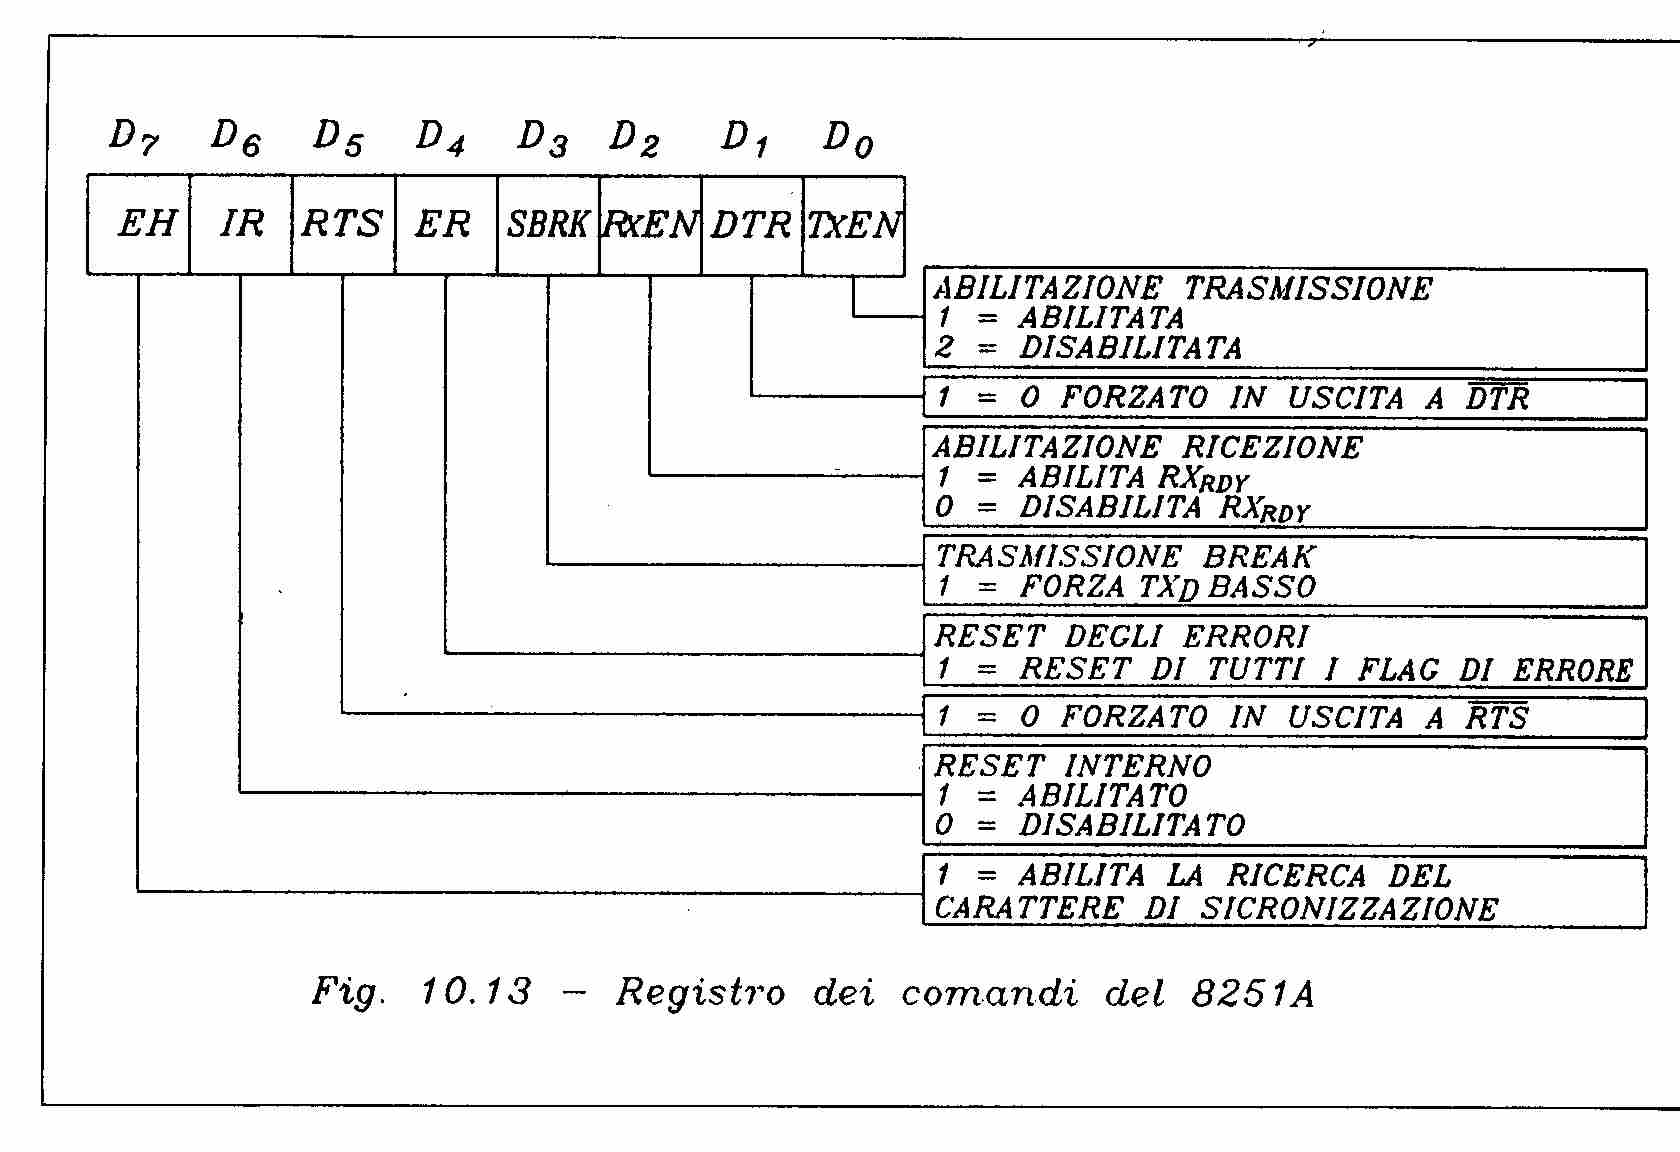 D7 D6 D5 D4 D3 D2 D1 D0
EH IR RTS ER SBRK RxEN DTR TxEN
ABILITAZIONE TRASMISSIONE
1 = ABILITATA
2 = DISABILITATA
1 = 0 FORZATO IN USCITA A D̅T̅R̅
ABILITAZIONE RICEZIONE
1 = ABILITA RXRDY
0 = DISABILITA RXRDY
TRASMISSIONE BREAK
1 = FORZA TXD BASSO
RESET DEGLI ERRORI
1 = RESET DI TUTTI I FLAG DI ERRORE
1 = 0 FORZATO IN USCITA A R̅T̅S̅
RESET INTERNO
1 = ABILITATO
0 = DISABILITATO
1 = ABILITA LA RICERCA DEL
CARATTERE DI SICRONIZZAZIONE
Fig. 10.13 - Registro dei comandi del 8251A